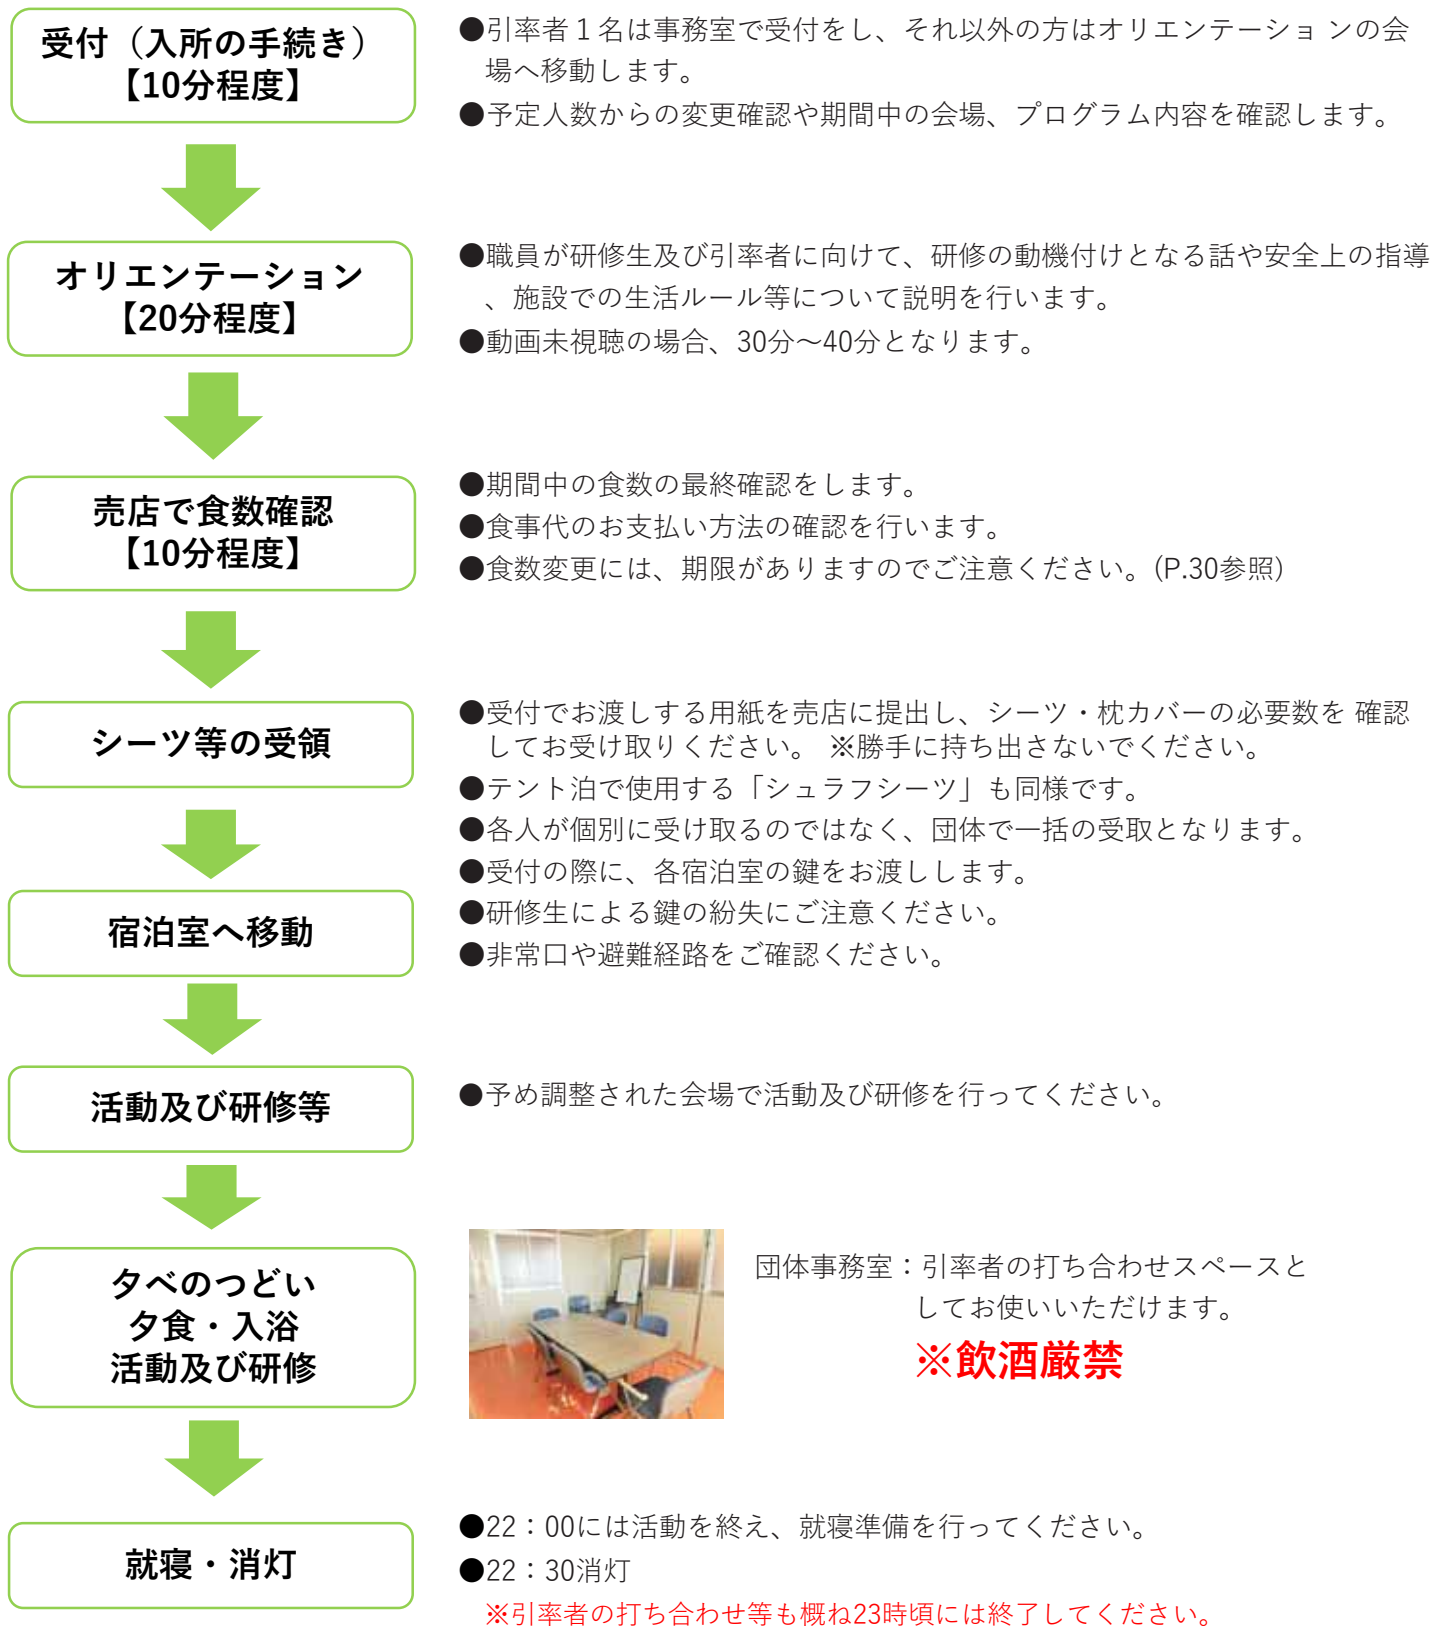 受付（入所の手続き）
【10分程度】
●引率者１名は事務室で受付をし、それ以外の方はオリエンテーショ ンの会
場へ移動します。
●予定人数からの変更確認や期間中の会場、プログラム内容を確認します。
オリエンテーション
【20分程度】
●職員が研修生及び引率者に向けて、研修の動機付けとなる話や安全上の指導
、施設での生活ルール等について説明を行います。
●動画未視聴の場合、30分～40分となります。
売店で食数確認
【10分程度】
●期間中の食数の最終確認をします。
●食事代のお支払い方法の確認を行います。
●食数変更には、期限がありますのでご注意ください。(P.30参照)
シーツ等の受領
●受付でお渡しする用紙を売店に提出し、シーツ・枕カバーの必要数を 確認
してお受け取りください。 ※勝手に持ち出さないでください。
●テント泊で使用する「シュラフシーツ」も同様です。
●各人が個別に受け取るのではなく、団体で一括の受取となります。
宿泊室へ移動
●受付の際に、各宿泊室の鍵をお渡しします。
●研修生による鍵の紛失にご注意ください。
●非常口や避難経路をご確認ください。
活動及び研修等
●予め調整された会場で活動及び研修を行ってください。
夕べのつどい
夕食・入浴
活動及び研修
団体事務室：引率者の打ち合わせスペースと
してお使いいただけます。
※飲酒厳禁
就寝・消灯
●22：00には活動を終え、就寝準備を行ってください。
●22：30消灯
※引率者の打ち合わせ等も概ね23時頃には終了してください。